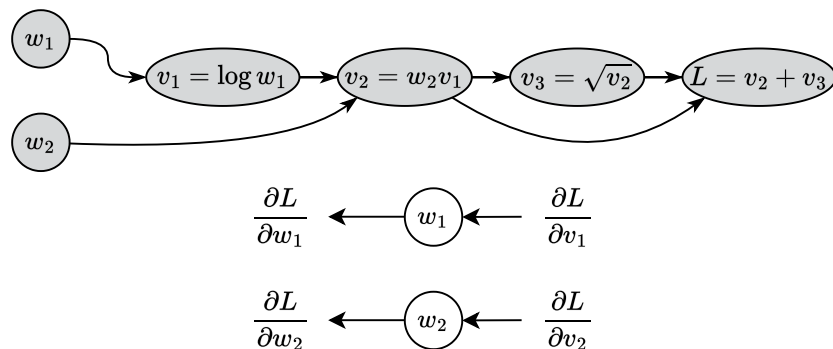 w₁
v₁ = log w₁
v₂ = w₂v₁
v₃ = √v₂
L = v₂ + v₃
w₂
∂L/∂w₁
w₁
∂L/∂v₁
∂L/∂w₂
w₂
∂L/∂v₂